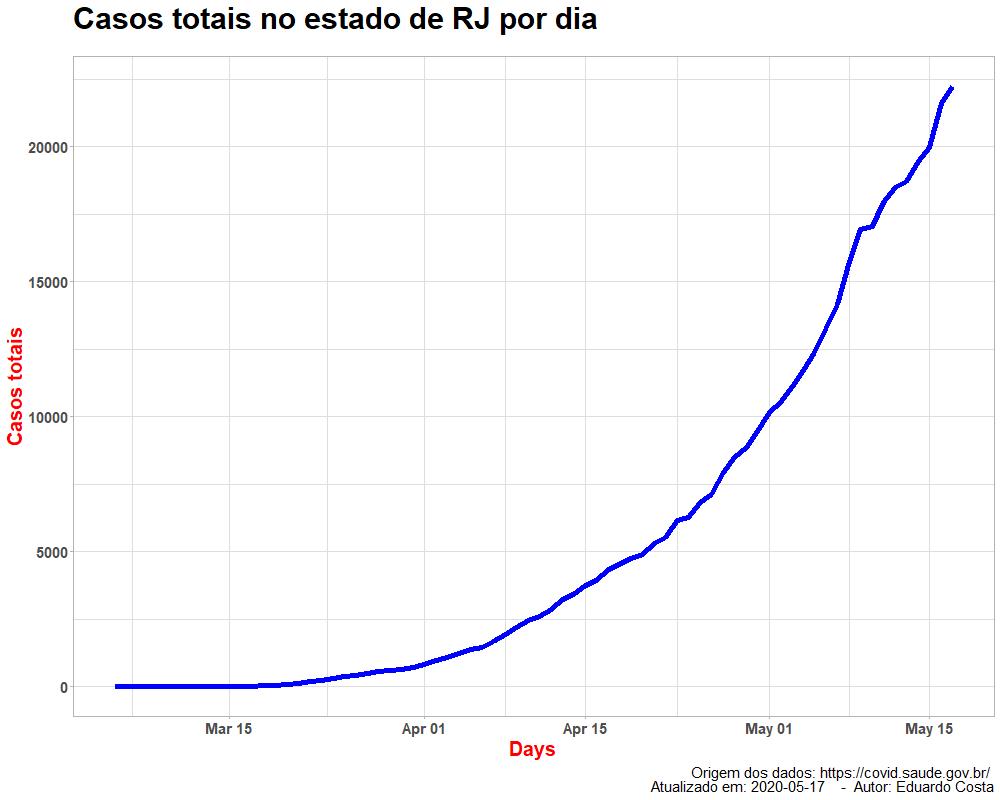 Casos totais no estado de RJ por dia
Casos totais
20000
15000
10000
5000
0
Mar 15 Apr 01 Apr 15 May 01 May 15
Days
Origem dos dados: https://covid.saude.gov.br/
Atualizado em: 2020-05-17 - Autor: Eduardo Costa